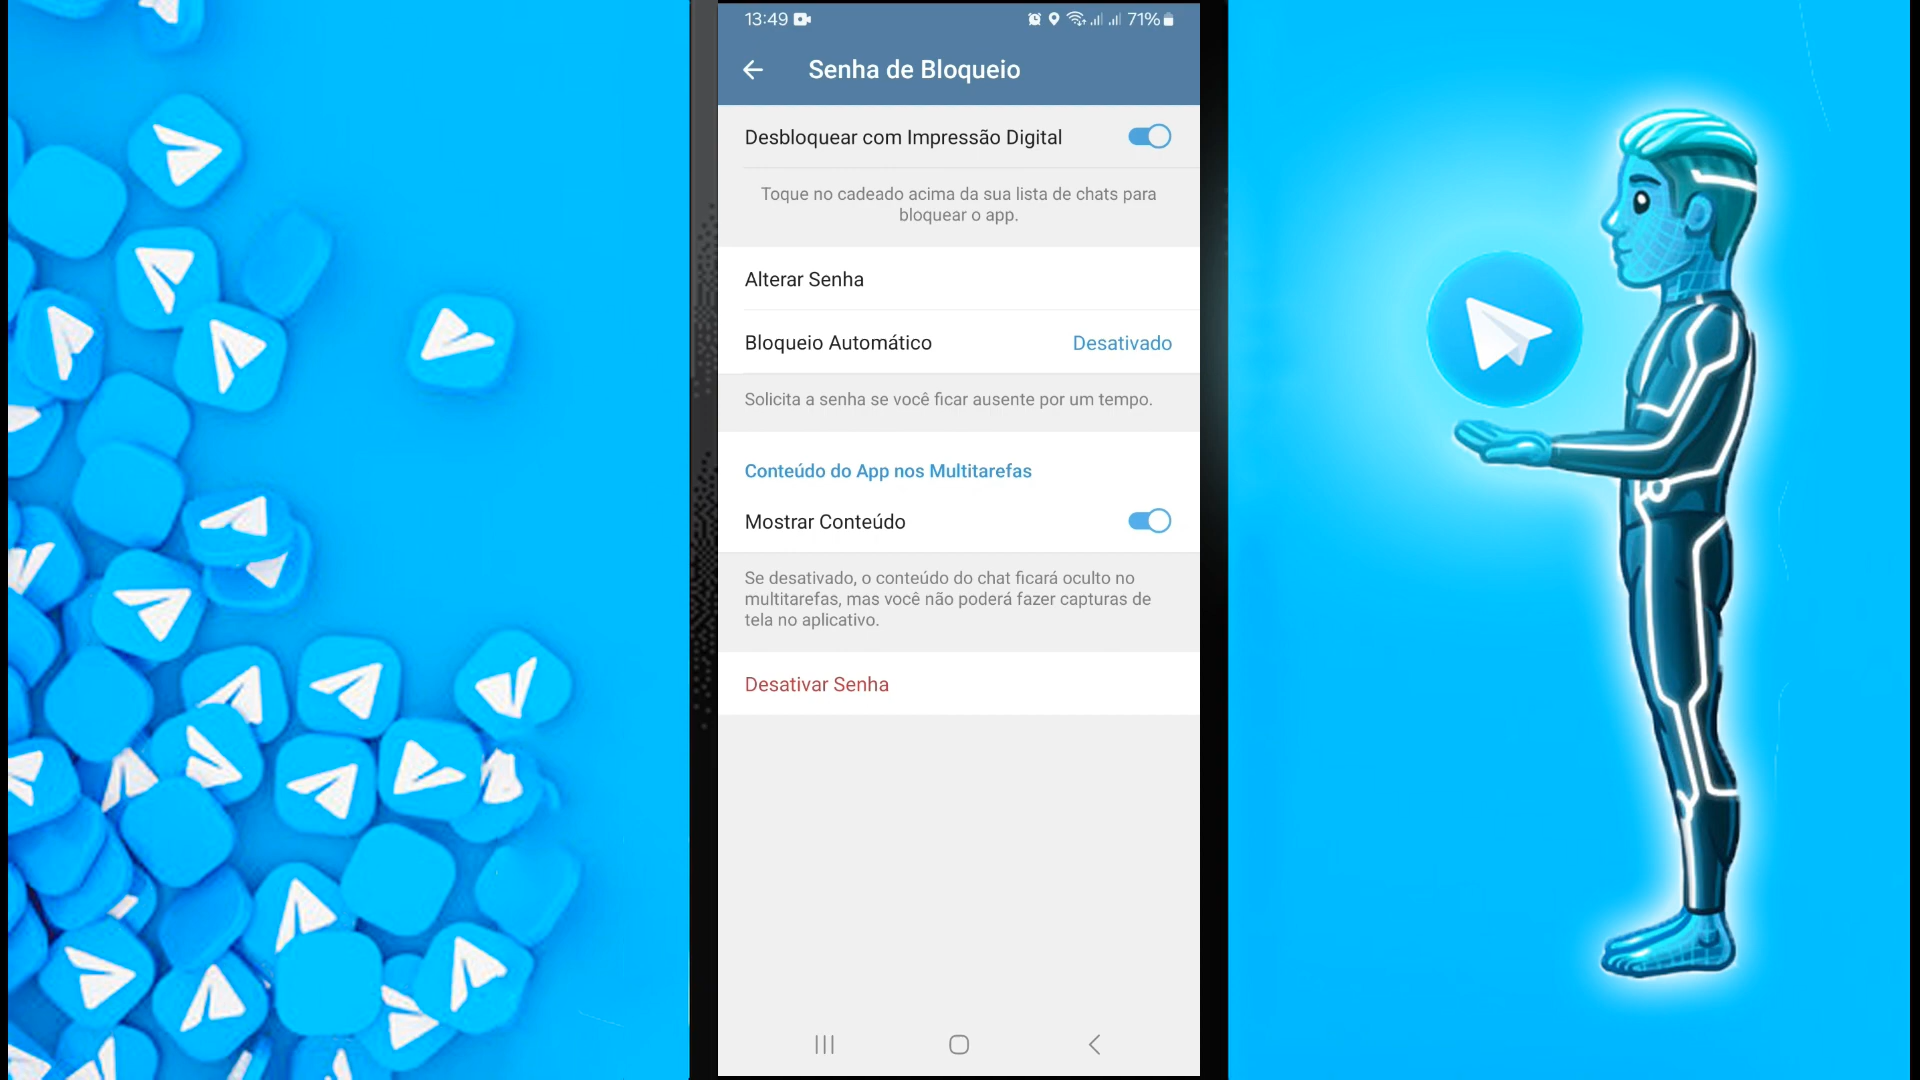 13:49
71%
Senha de Bloqueio
Desbloquear com Impressão Digital
Toque no cadeado acima da sua lista de chats para
bloquear o app.
Alterar Senha
Bloqueio Automático Desativado
Solicita a senha se você ficar ausente por um tempo.
Conteúdo do App nos Multitarefas
Mostrar Conteúdo
Se desativado, o conteúdo do chat ficará oculto no
multitarefas, mas você não poderá fazer capturas de
tela no aplicativo.
Desativar Senha